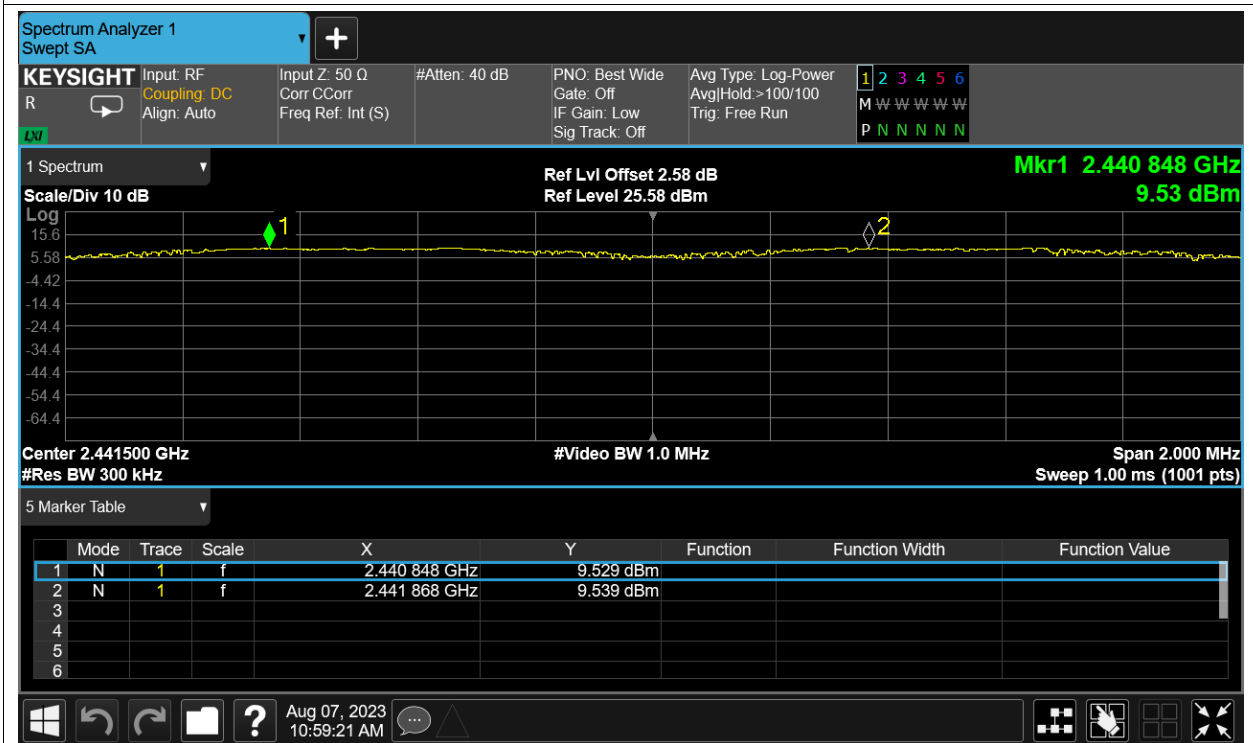 Spectrum Analyzer 1
Swept SA
KEYSIGHT
R
LXI
Input: RF
Coupling: DC
Align: Auto
Input Z: 50 Ω
Corr CCorr
Freq Ref: Int (S)
#Atten: 40 dB
PNO: Best Wide
Gate: Off
IF Gain: Low
Sig Track: Off
Avg Type: Log-Power
Avg|Hold:>100/100
Trig: Free Run
1 2 3 4 5 6
M W W W W W
P N N N N N
1 Spectrum
Scale/Div 10 dB
Ref Lvl Offset 2.58 dB
Ref Level 25.58 dBm
Mkr1 2.440 848 GHz
9.53 dBm
Log
15.6
5.58
-4.42
-14.4
-24.4
-34.4
-44.4
-54.4
-64.4
1
2
Center 2.441500 GHz
#Res BW 300 kHz
#Video BW 1.0 MHz
Span 2.000 MHz
Sweep 1.00 ms (1001 pts)
5 Marker Table
Mode Trace Scale X Y Function Function Width Function Value
1 N 1 f 2.440 848 GHz 9.529 dBm
2 N 1 f 2.441 868 GHz 9.539 dBm
3
4
5
6
?
Aug 07, 2023
10:59:21 AM